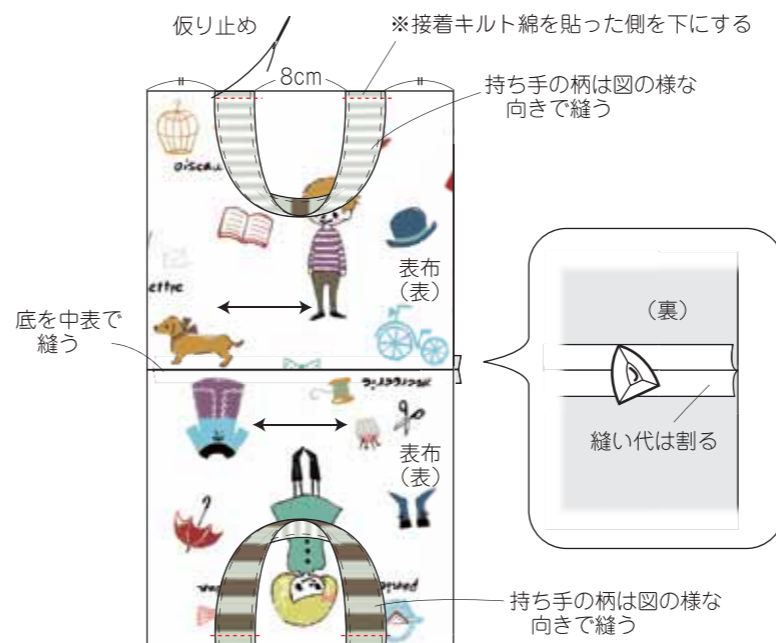 仮り止め
※接着キルト綿を貼った側を下にする
8cm
持ち手の柄は図の様な
向きで縫う
oiseau
表布
(表)
ette
底を中表で
縫う
(裏)
縫い代は割る
mercerie
表布
(表)
持ち手の柄は図の様な
向きで縫う